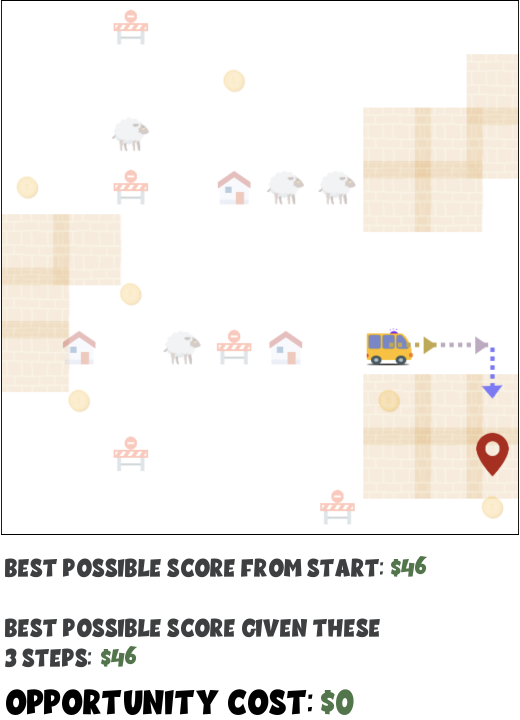 BEST POSSIBLE SCORE FROM START: $46
BEST POSSIBLE SCORE GIVEN THESE
3 STEPS: $46
OPPORTUNITY COST: $0